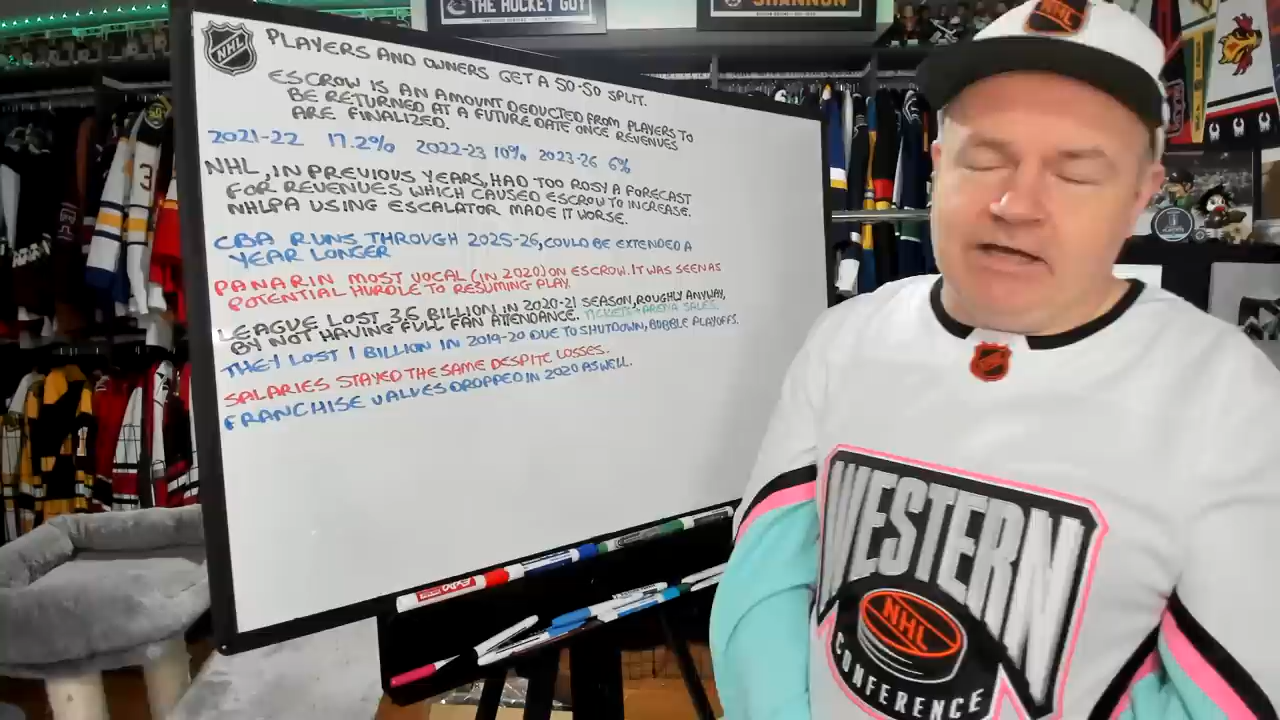 THE HOCKEY GUY
SHANNON
NHL
PLAYERS AND OWNERS GET A 50-50 SPLIT.
ESCROW IS AN AMOUNT DEDUCTED FROM PLAYERS TO
BE RETURNED AT A FUTURE DATE ONCE REVENUES
ARE FINALIZED.
2021-22 17.2% 2022-23 10% 2023-26 6%
NHL, IN PREVIOUS YEARS, HAD TOO ROSY A FORECAST
FOR REVENUES WHICH CAUSED ESCROW TO INCREASE.
NHLPA USING ESCALATOR MADE IT WORSE.
CBA RUNS THROUGH 2025-26, COULD BE EXTENDED A
YEAR LONGER
PANARIN MOST VOCAL (IN 2020) ON ESCROW. IT WAS SEEN AS
POTENTIAL HURDLE TO RESUMING PLAY.
LEAGUE LOST 3.6 BILLION IN 2020-21 SEASON, ROUGHLY ANYWAY,
BY NOT HAVING FULL FAN ATTENDANCE. TICKETS + ARENA SALES.
THEY LOST 1 BILLION IN 2019-20 DUE TO SHUTDOWN, BUBBLE PLAYOFFS.
SALARIES STAYED THE SAME DESPITE LOSSES.
FRANCHISE VALUES DROPPED IN 2020 AS WELL.
EXPO
NHL
NHL
WESTERN
NHL
CONFERENCE
3